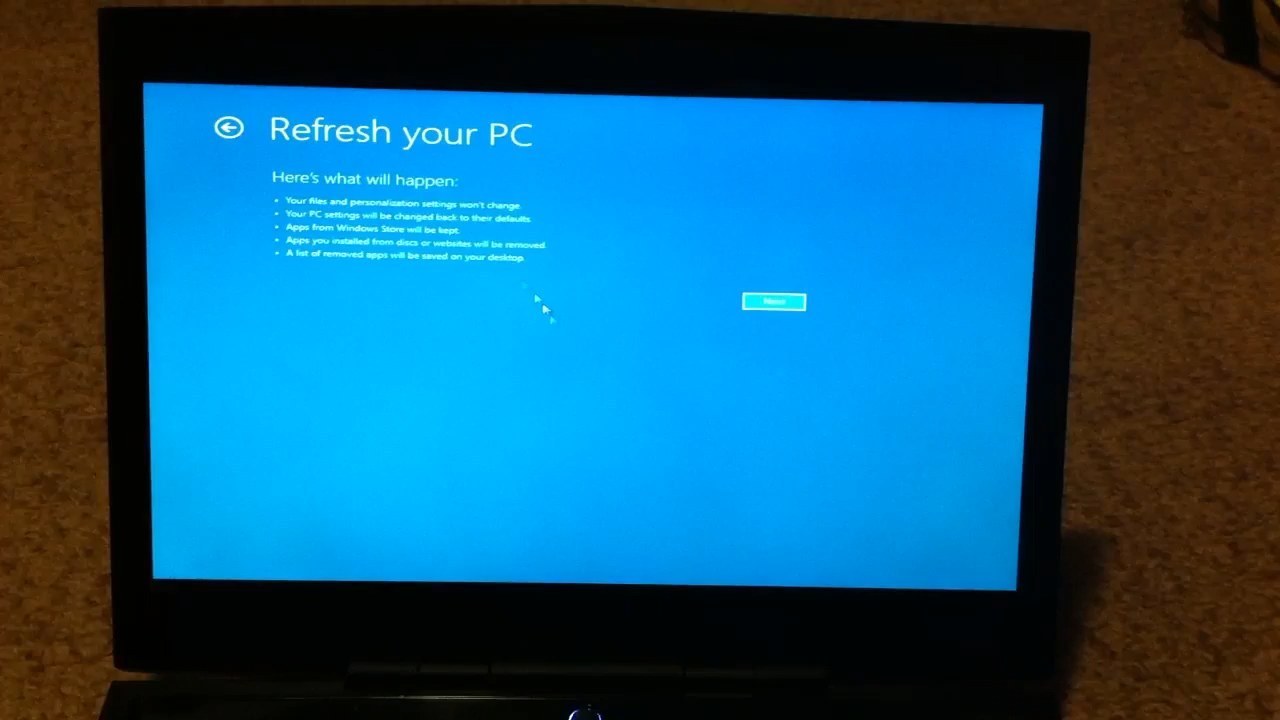 Refresh your PC
Here's what will happen:
• Your files and personalization settings won't change.
• Your PC settings will be changed back to their defaults.
• Apps from Windows Store will be kept.
• Apps you installed from discs or websites will be removed.
• A list of removed apps will be saved on your desktop.
Next